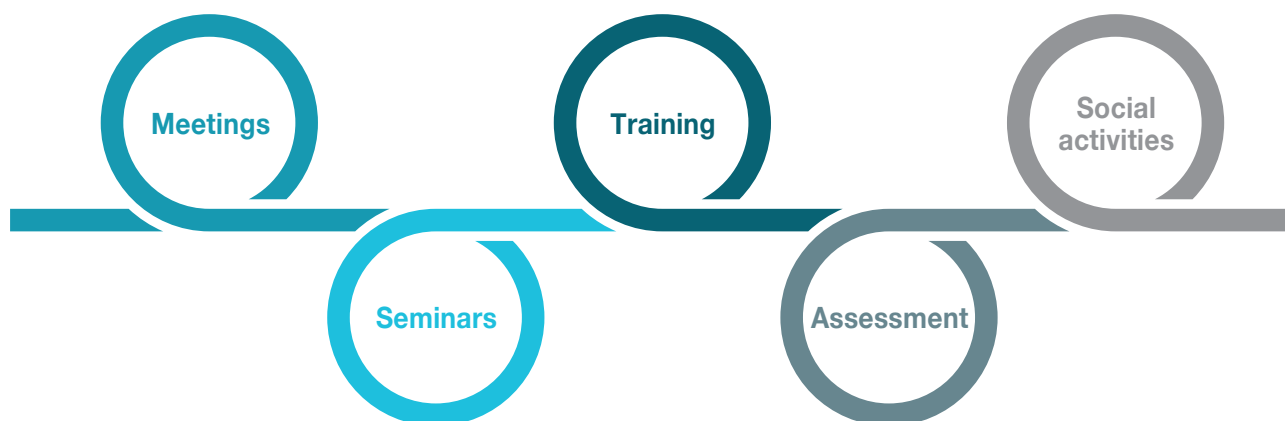 Meetings
Seminars
Training
Assessment
Social
activities